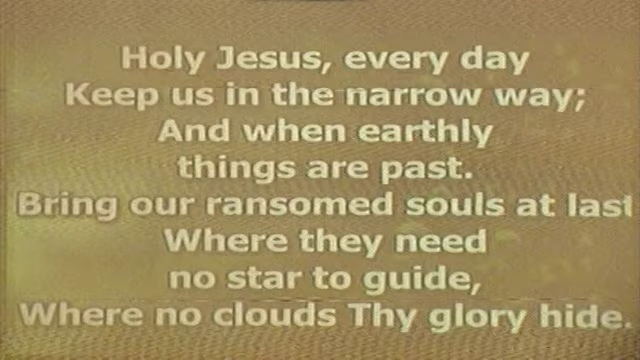 Holy Jesus, every day
Keep us in the narrow way;
And when earthly
things are past.
Bring our ransomed souls at last
Where they need
no star to guide,
Where no clouds Thy glory hide.